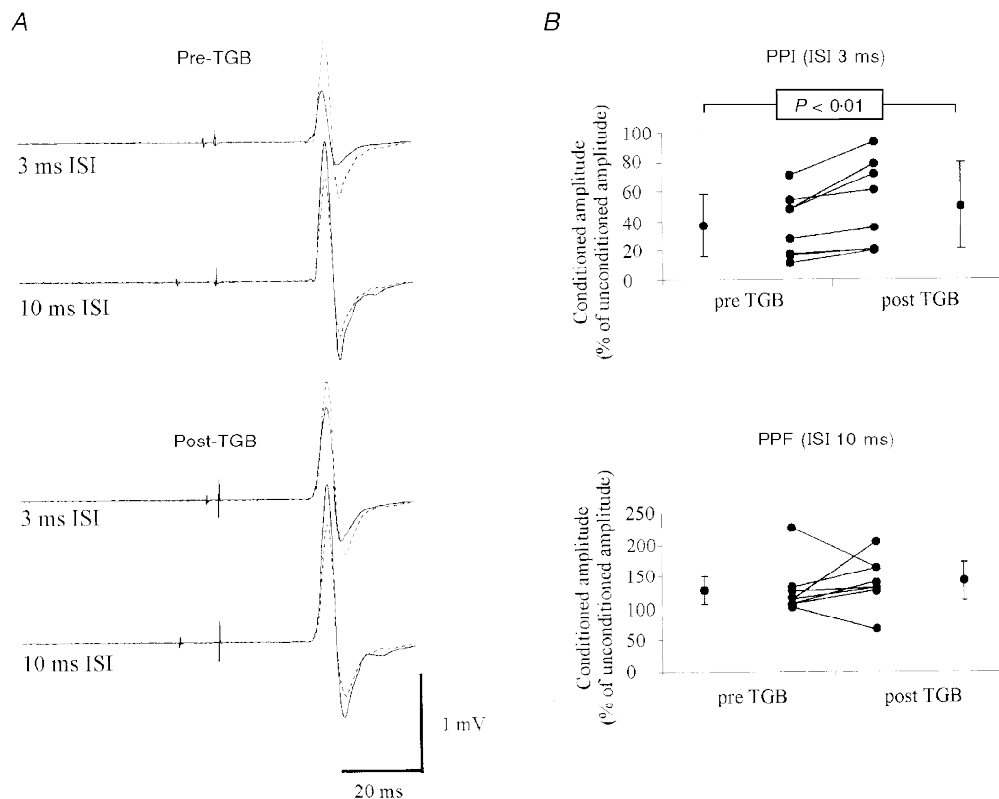 A
Pre-TGB
3 ms ISI
10 ms ISI
Post-TGB
3 ms ISI
10 ms ISI
1 mV
20 ms
B
PPI (ISI 3 ms)
P < 0·01
Conditioned amplitude
(% of unconditioned amplitude)
100
80
60
40
20
0
pre TGB
post TGB
PPF (ISI 10 ms)
Conditioned amplitude
(% of unconditioned amplitude)
250
200
150
100
50
0
pre TGB
post TGB